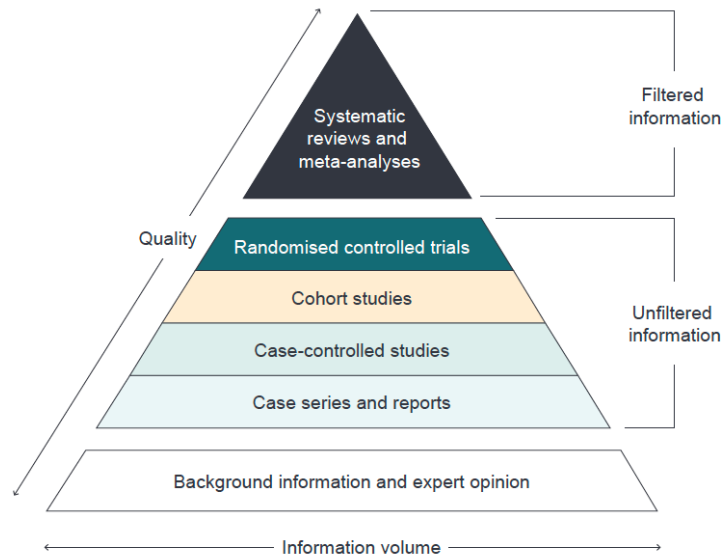 Systematic
reviews and
meta-analyses
Filtered
information
Quality
Randomised controlled trials
Cohort studies
Unfiltered
information
Case-controlled studies
Case series and reports
Background information and expert opinion
Information volume